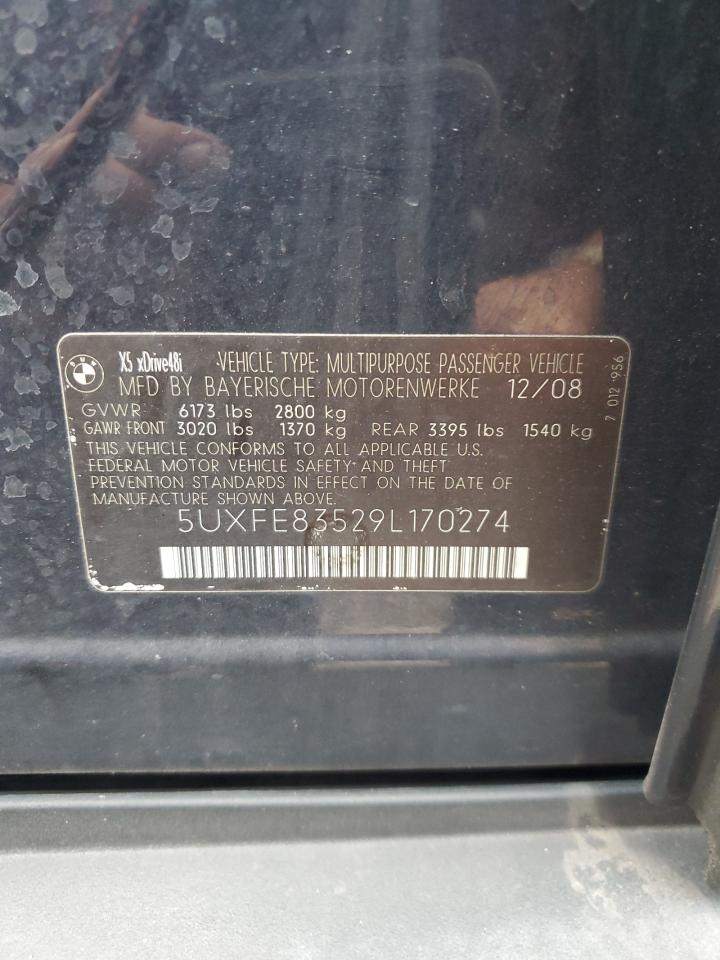 BMW
X5 xDrive48i VEHICLE TYPE: MULTIPURPOSE PASSENGER VEHICLE
MFD BY BAYERISCHE MOTORENWERKE 12/08
GVWR 6173 lbs 2800 kg
GAWR FRONT 3020 lbs 1370 kg REAR 3395 lbs 1540 kg
THIS VEHICLE CONFORMS TO ALL APPLICABLE U.S.
FEDERAL MOTOR VEHICLE SAFETY AND THEFT
PREVENTION STANDARDS IN EFFECT ON THE DATE OF
MANUFACTURE SHOWN ABOVE.
5UXFE83529L170274
7 012 956